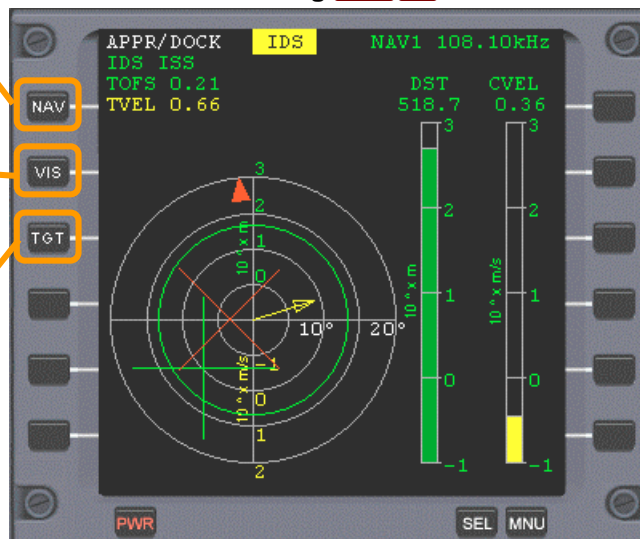 APPR/DOCK IDS NAV1 108.10kHz
IDS ISS
TOFS 0.21 DST CVEL
TVEL 0.66 518.7 0.36
NAV
VIS
TGT
3
2
1
0
10^x m
10° 20°
10^x m/s
-1
0
1
2
3
2
10^x m
1
0
-1
3
2
10^x m/s
1
0
-1
PWR SEL MNU